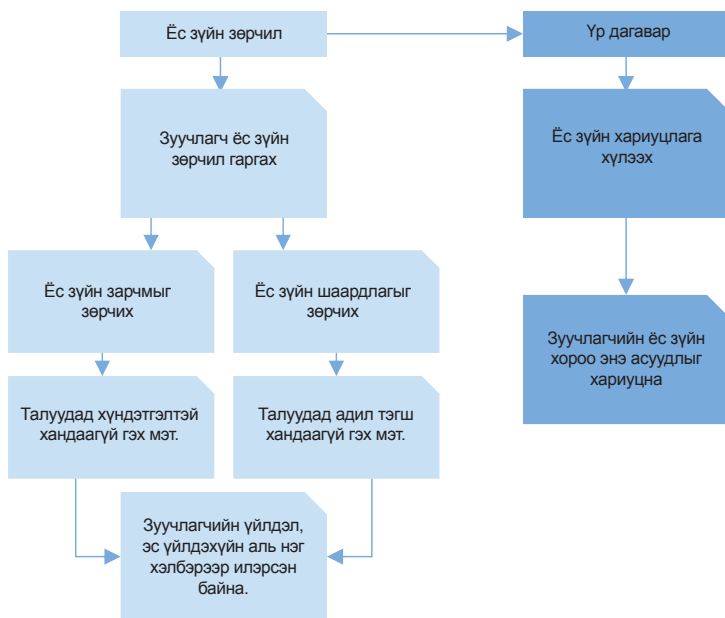 Ёс зүйн зөрчил
Үр дагавар
Зуучлагч ёс зүйн
зөрчил гаргах
Ёс зүйн хариуцлага
хүлээх
Ёс зүйн зарчмыг
зөрчих
Ёс зүйн шаардлагыг
зөрчих
Зуучлагчийн ёс зүйн
хороо энэ асуудлыг
хариуцна
Талуудад хүндэтгэлтэй
хандаагүй гэх мэт.
Талуудад адил тэгш
хандаагүй гэх мэт.
Зуучлагчийн үйлдэл,
эс үйлдэхүйн аль нэг
хэлбэрээр илэрсэн
байна.